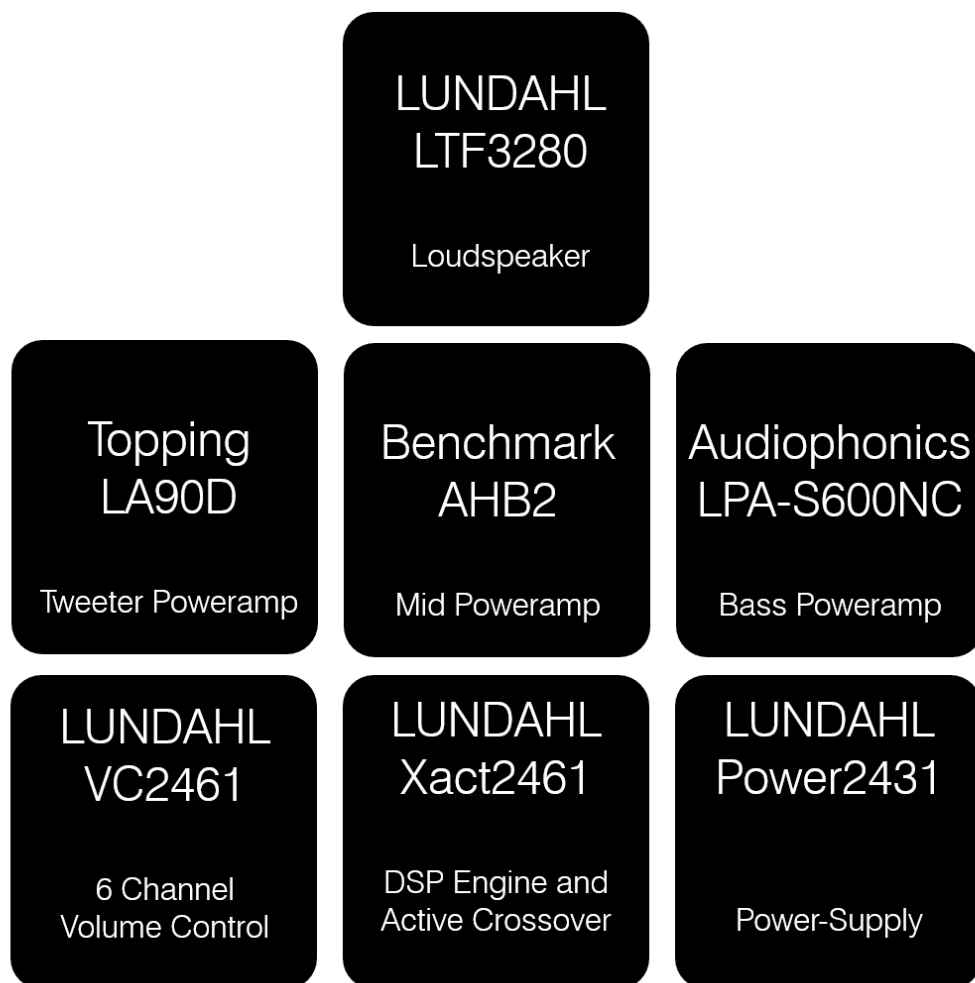 LUNDAHL
LTF3280
Loudspeaker
Topping
LA90D
Tweeter Poweramp
Benchmark
AHB2
Mid Poweramp
Audiophonics
LPA-S600NC
Bass Poweramp
LUNDAHL
VC2461
6 Channel
Volume Control
LUNDAHL
Xact2461
DSP Engine and
Active Crossover
LUNDAHL
Power2431
Power-Supply